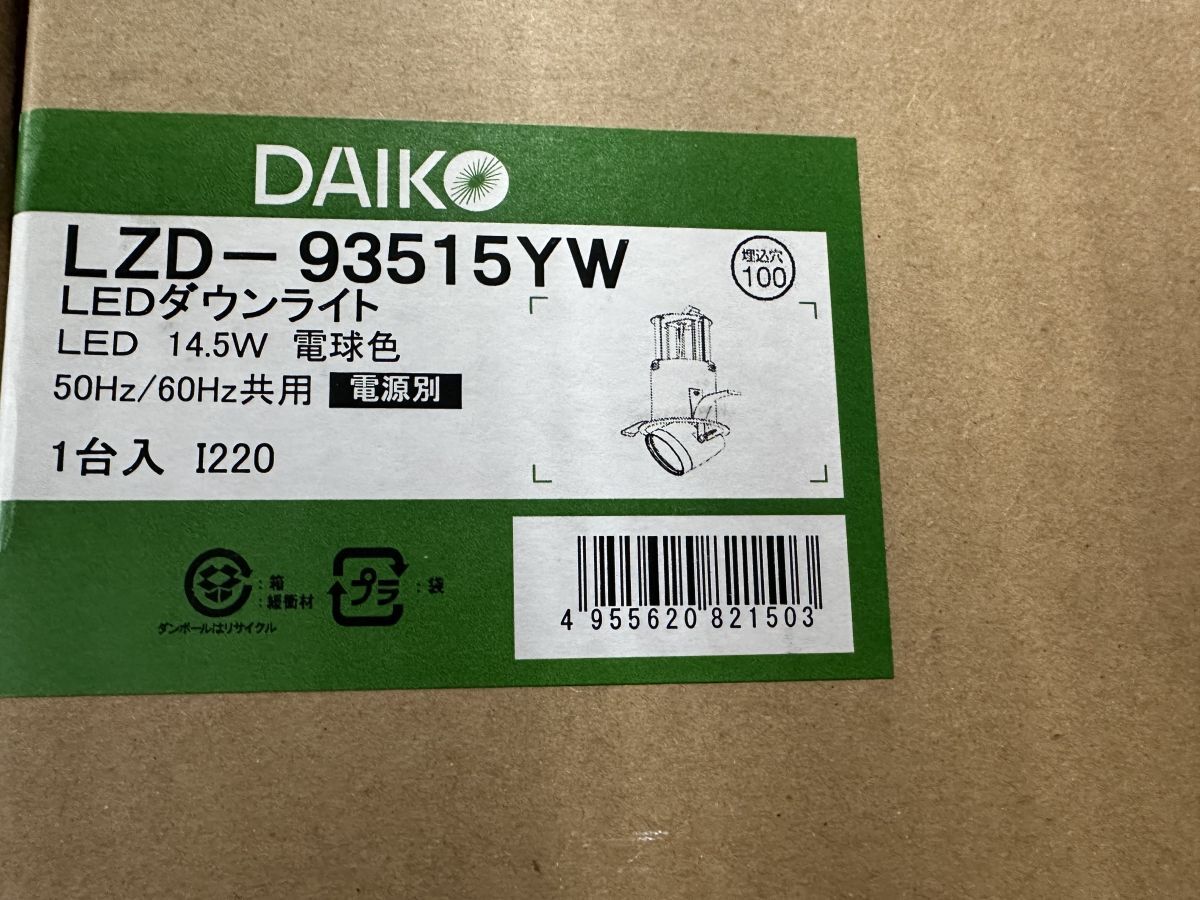 DAIKO
LZD-93515YW
埋込穴
100
LEDダウンライト
LED 14.5W 電球色
50Hz/60Hz共用 電源別
1台入 I220
:箱
:緩衝材
ダンボールはリサイクル
プラ
:袋
4 955620 821503